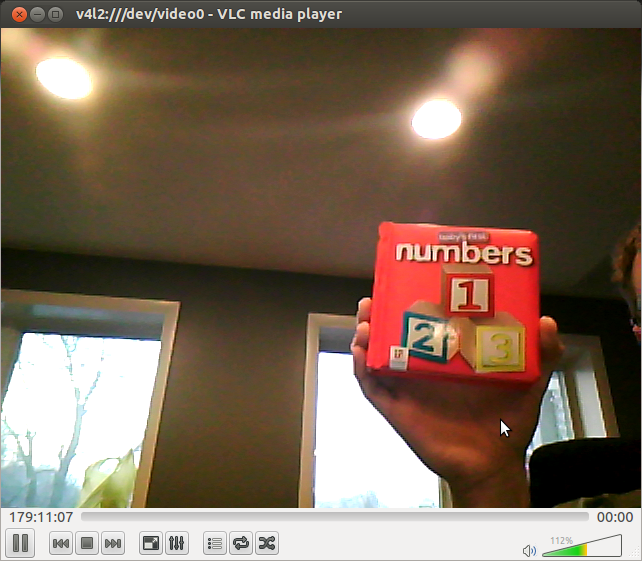 v4l2:///dev/video0 - VLC media player
baby's first
numbers
1
2
3
179:11:07
00:00
112%